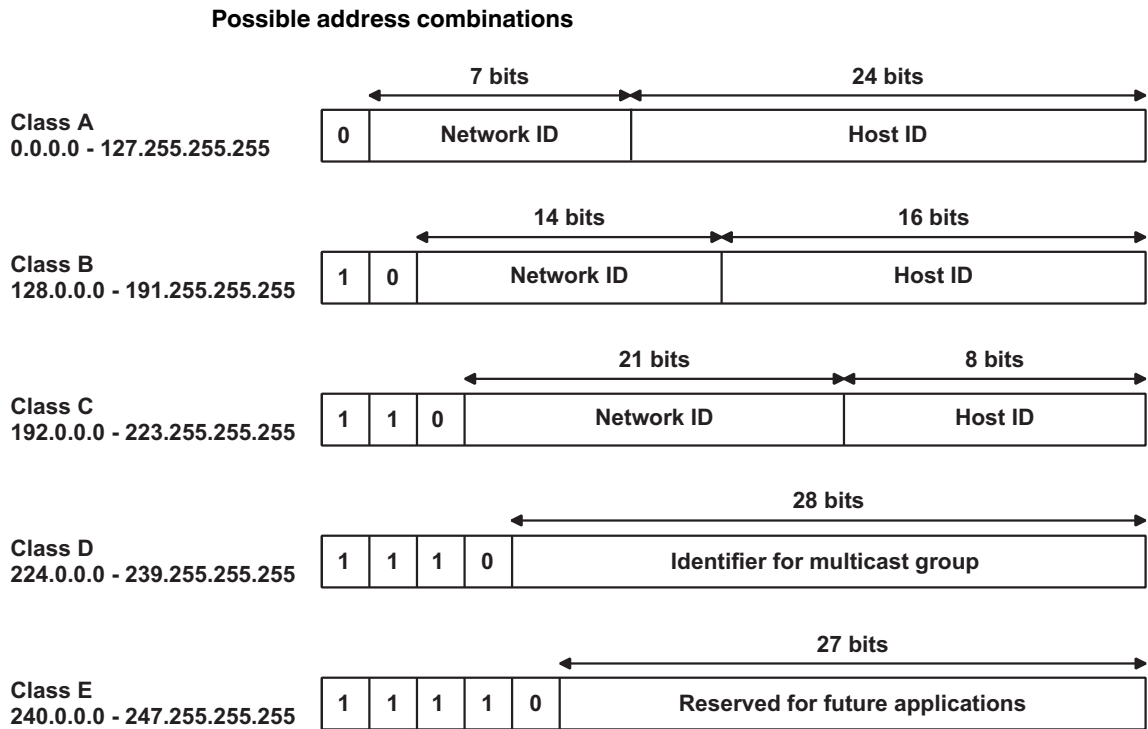 Possible address combinations
7 bits 24 bits
Class A
0.0.0.0 - 127.255.255.255
0 Network ID Host ID
14 bits 16 bits
Class B
128.0.0.0 - 191.255.255.255
1 0 Network ID Host ID
21 bits 8 bits
Class C
192.0.0.0 - 223.255.255.255
1 1 0 Network ID Host ID
28 bits
Class D
224.0.0.0 - 239.255.255.255
1 1 1 0 Identifier for multicast group
27 bits
Class E
240.0.0.0 - 247.255.255.255
1 1 1 1 0 Reserved for future applications